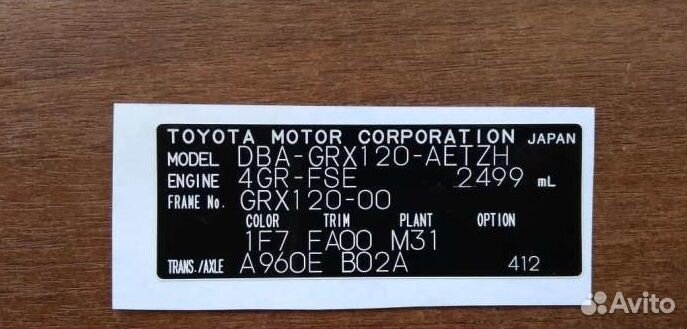 TOYOTA MOTOR CORPORATION JAPAN
MODEL DBA-GRX120-AETZH
ENGINE 4GR-FSE 2499 mL
FRAME No. GRX120-00
COLOR TRIM PLANT OPTION
1F7 FA00 M31
TRANS./AXLE A960E B02A 412
Avito